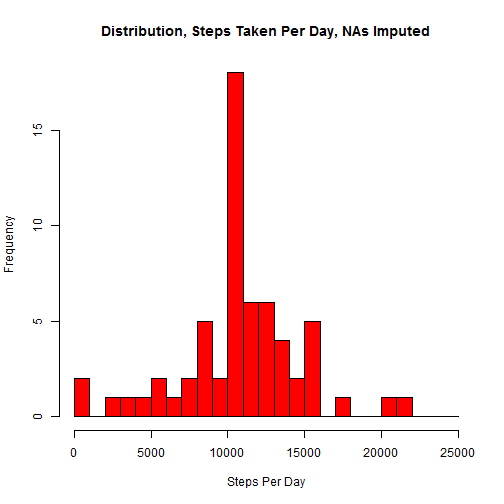 Distribution, Steps Taken Per Day, NAs Imputed
15
10
5
0
Frequency
0 5000 10000 15000 20000 25000
Steps Per Day